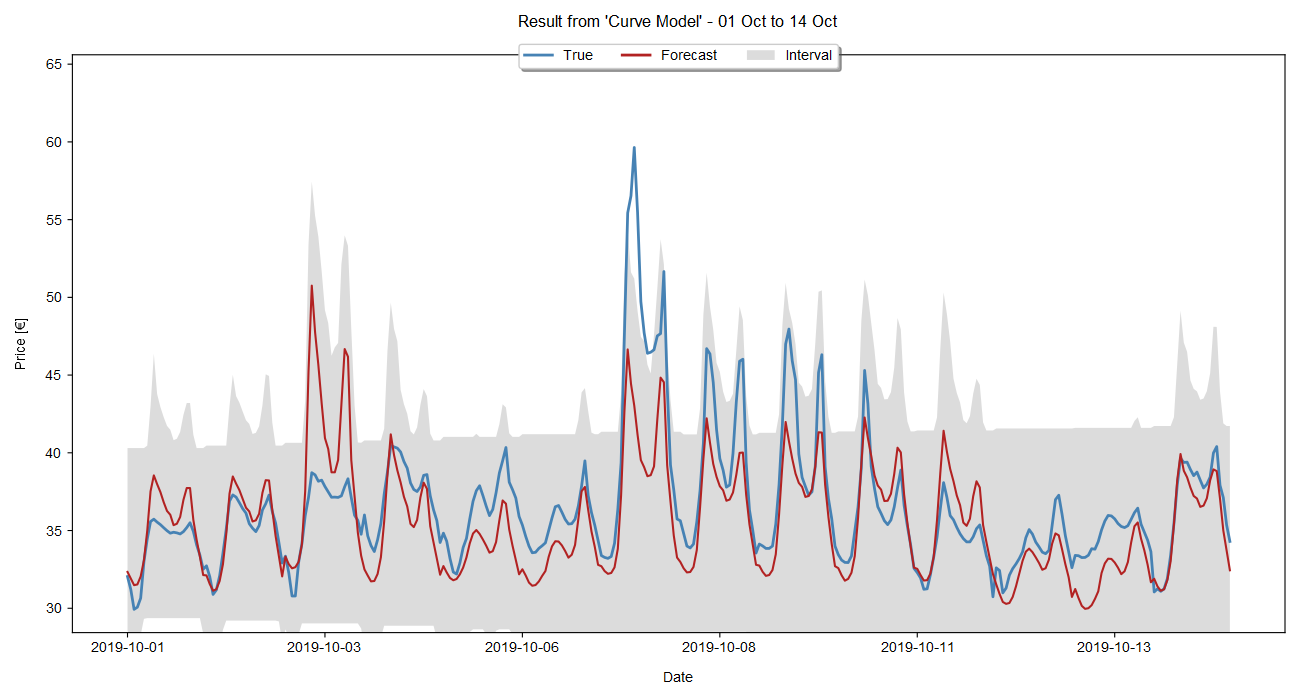 Result from 'Curve Model' - 01 Oct to 14 Oct
True Forecast Interval
65
60
55
50
45
40
35
30
Price [€]
2019-10-01 2019-10-03 2019-10-06 2019-10-08 2019-10-11 2019-10-13
Date